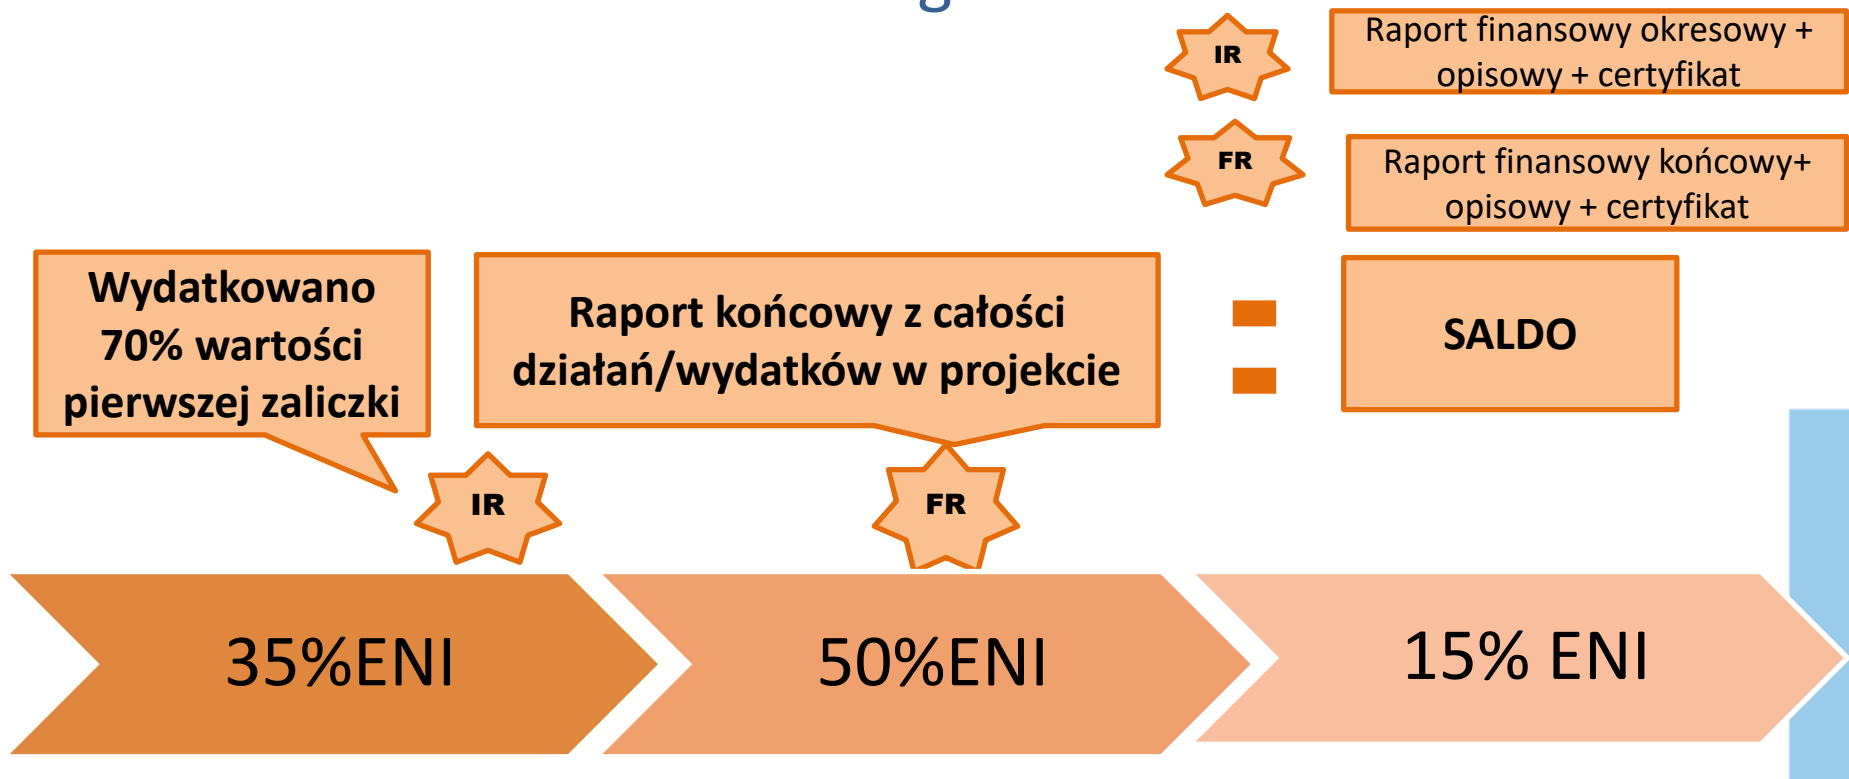 IR
Raport finansowy okresowy +
opisowy + certyfikat
FR
Raport finansowy końcowy+
opisowy + certyfikat
Wydatkowano
70% wartości
pierwszej zaliczki
Raport końcowy z całości
działań/wydatków w projekcie
SALDO
IR
FR
35%ENI
50%ENI
15% ENI